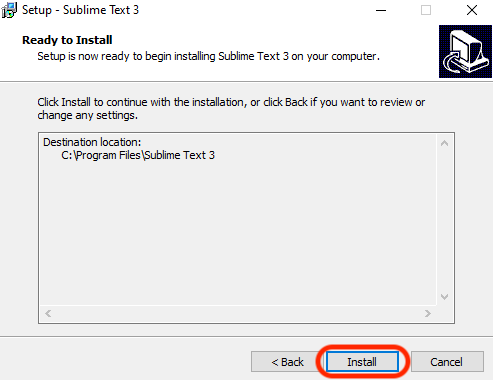 Setup - Sublime Text 3
Ready to Install
Setup is now ready to begin installing Sublime Text 3 on your computer.
Click Install to continue with the installation, or click Back if you want to review or
change any settings.
Destination location:
C:\Program Files\Sublime Text 3
< Back
Install
Cancel